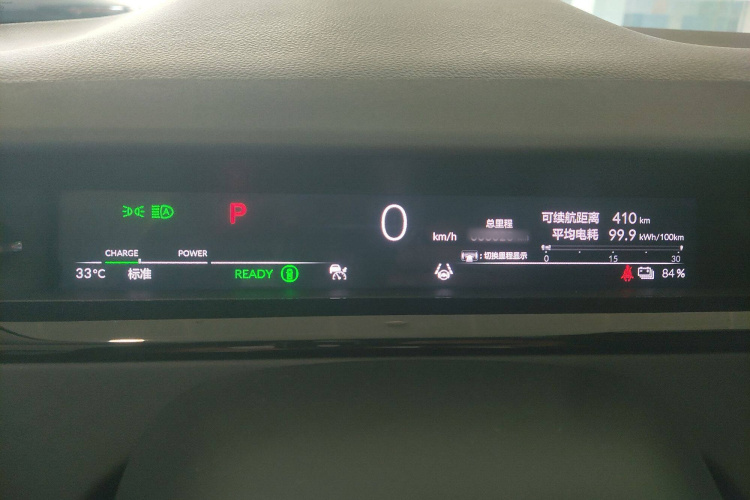 A
P
0
km/h
总里程
:切换里程显示
可续航距离 410 km
平均电耗 99.9 kWh/100km
0 15 30
CHARGE POWER
33℃ 标准 READY
84%